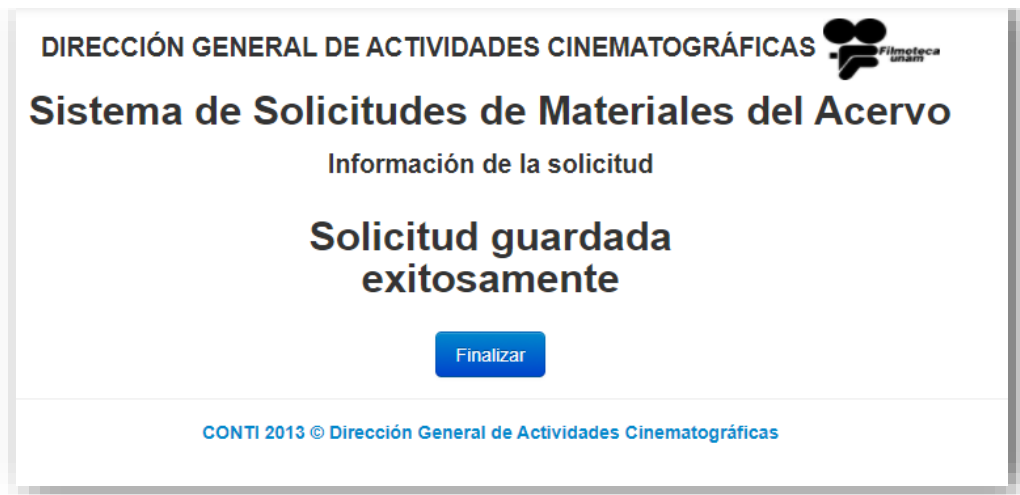 DIRECCIÓN GENERAL DE ACTIVIDADES CINEMATOGRÁFICAS Filmoteca
unam
Sistema de Solicitudes de Materiales del Acervo
Información de la solicitud
Solicitud guardada
exitosamente
Finalizar
CONTI 2013 © Dirección General de Actividades Cinematográficas